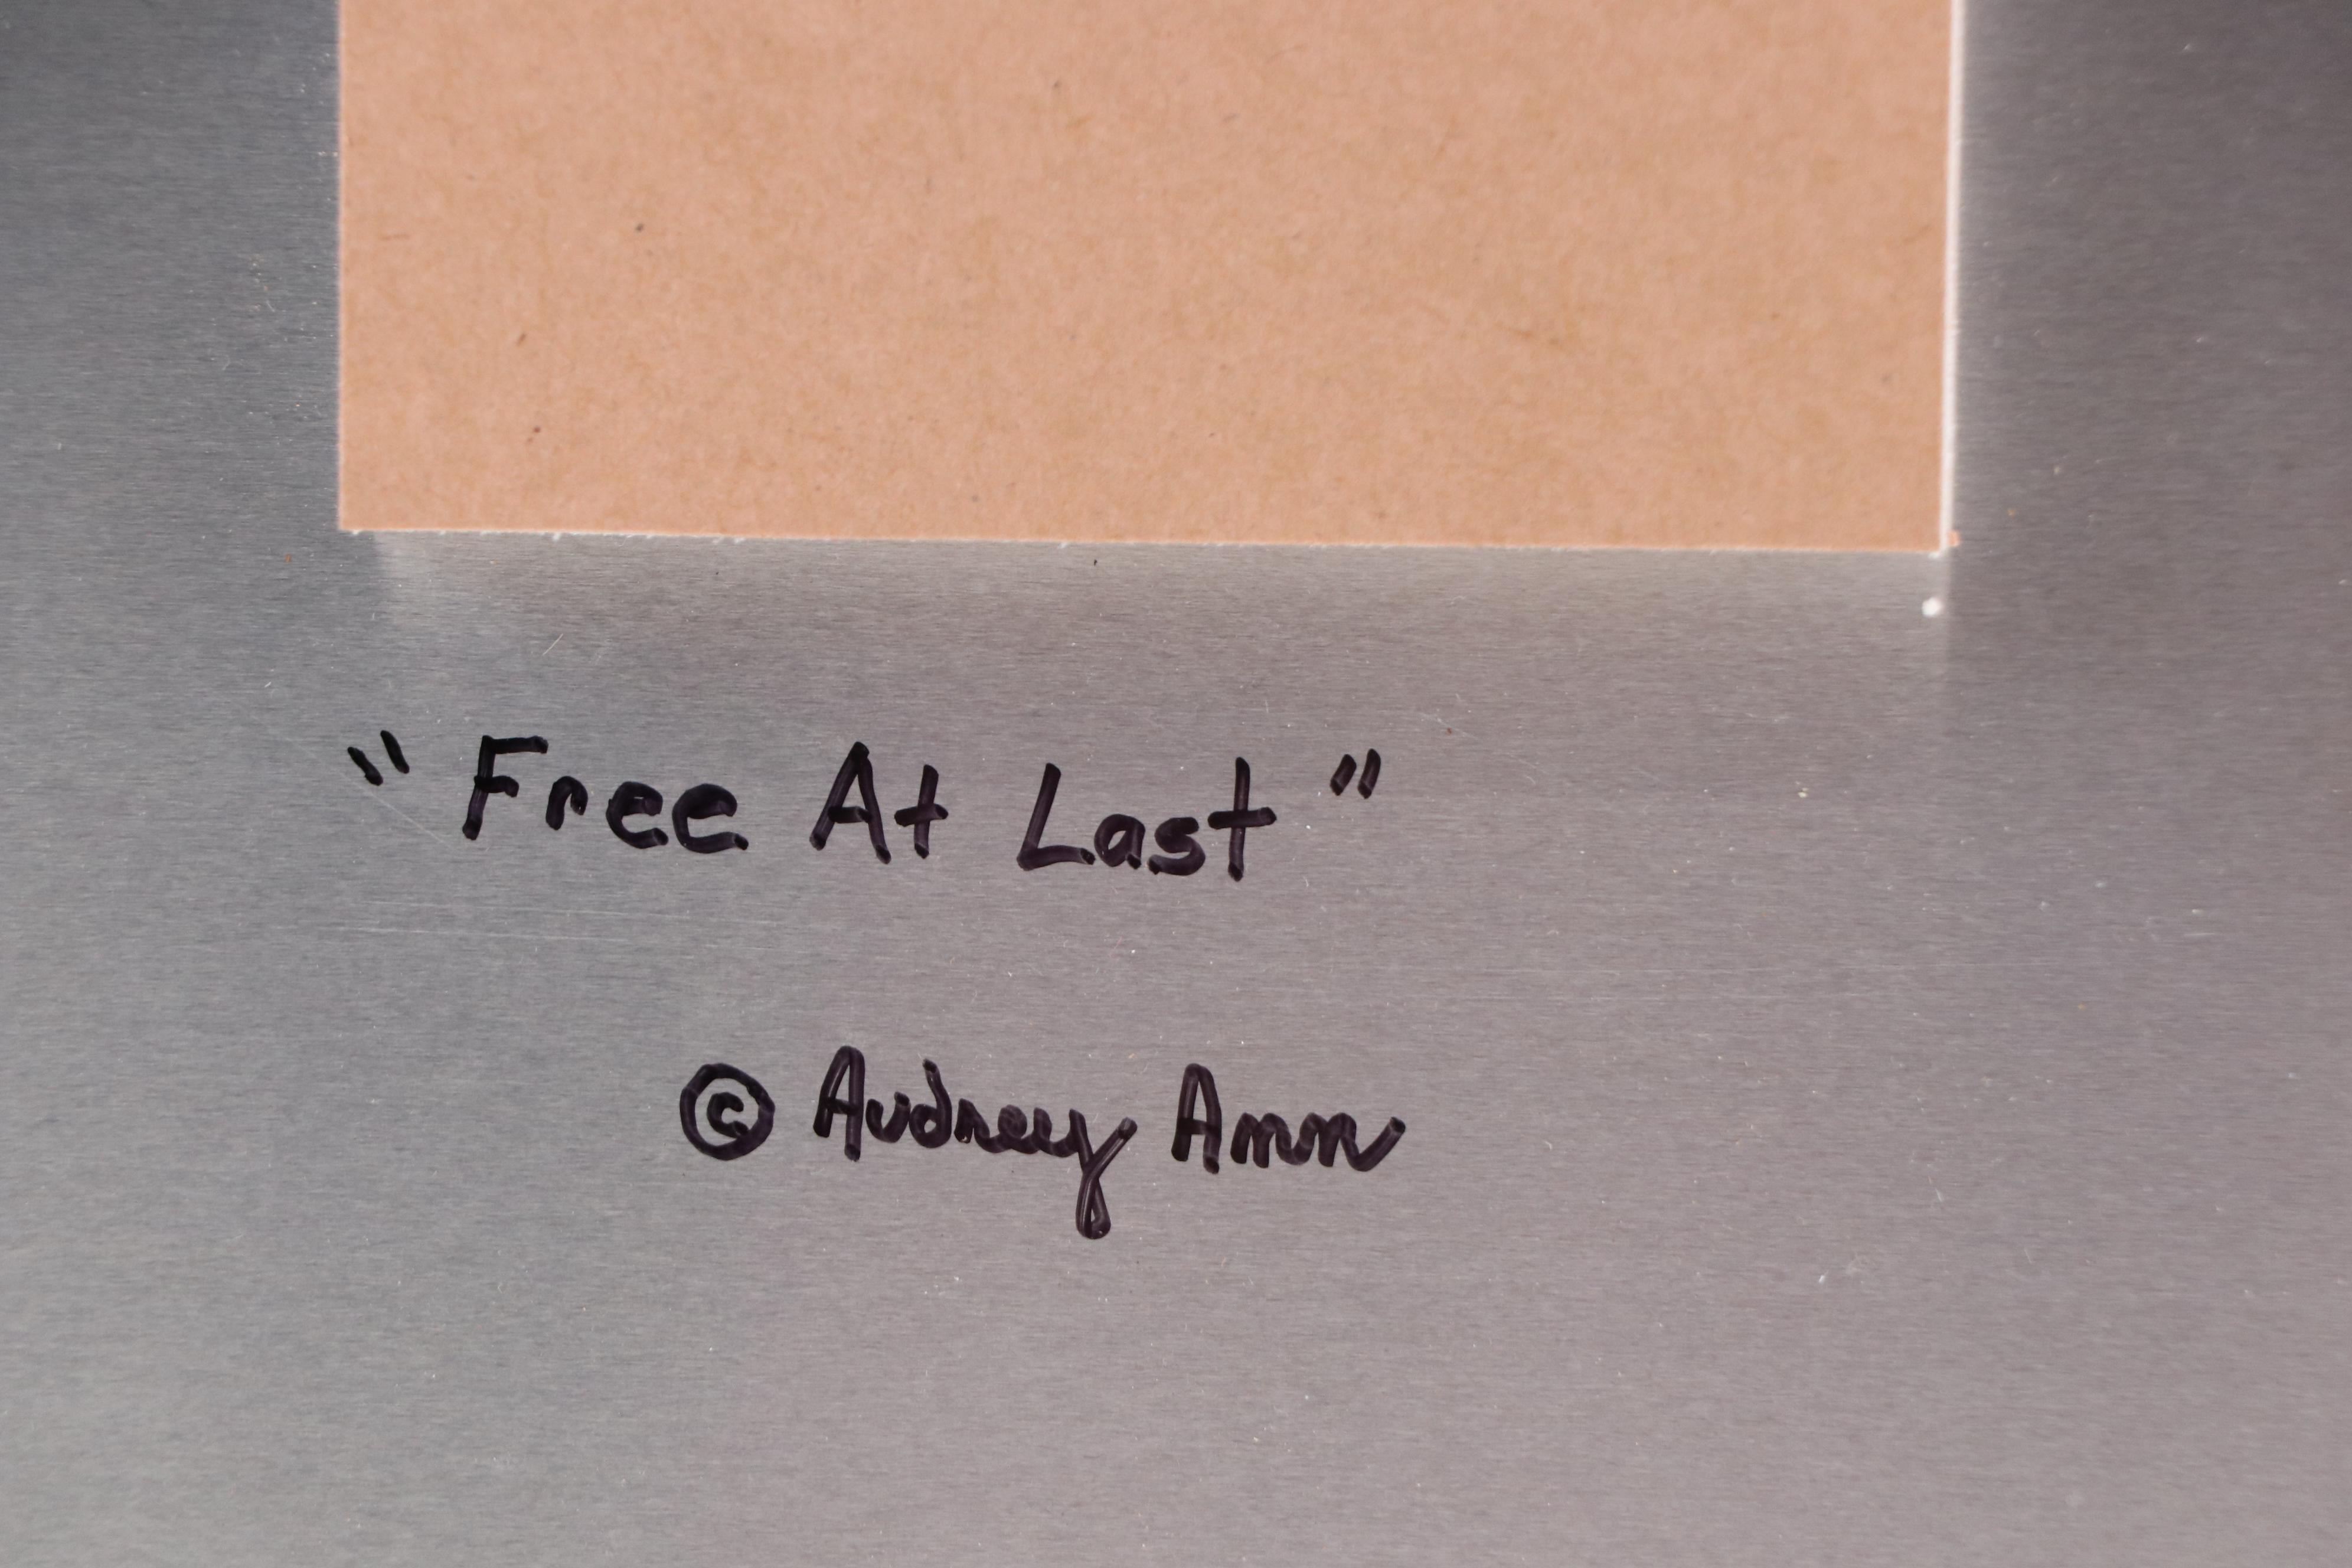 "Free At Last"
© Audrey Ann